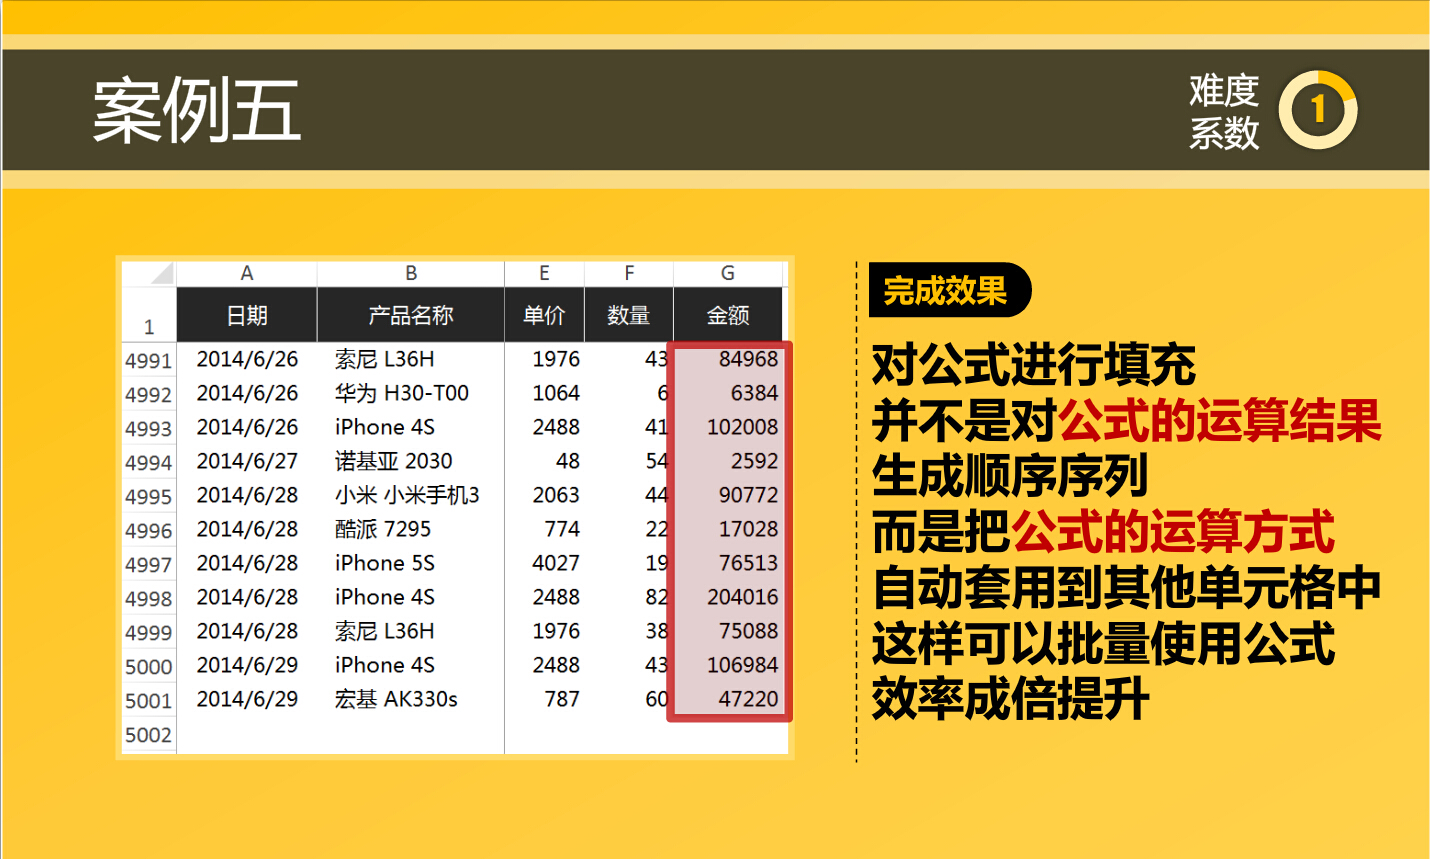 案例五
难度
系数
1
A B E F G
1 日期 产品名称 单价 数量 金额
4991 2014/6/26 索尼 L36H 1976 43 84968
4992 2014/6/26 华为 H30-T00 1064 6 6384
4993 2014/6/26 iPhone 4S 2488 41 102008
4994 2014/6/27 诺基亚 2030 48 54 2592
4995 2014/6/28 小米 小米手机3 2063 44 90772
4996 2014/6/28 酷派 7295 774 22 17028
4997 2014/6/28 iPhone 5S 4027 19 76513
4998 2014/6/28 iPhone 4S 2488 82 204016
4999 2014/6/28 索尼 L36H 1976 38 75088
5000 2014/6/29 iPhone 4S 2488 43 106984
5001 2014/6/29 宏基 AK330s 787 60 47220
5002
完成效果
对公式进行填充
并不是对公式的运算结果
生成顺序序列
而是把公式的运算方式
自动套用到其他单元格中
这样可以批量使用公式
效率成倍提升